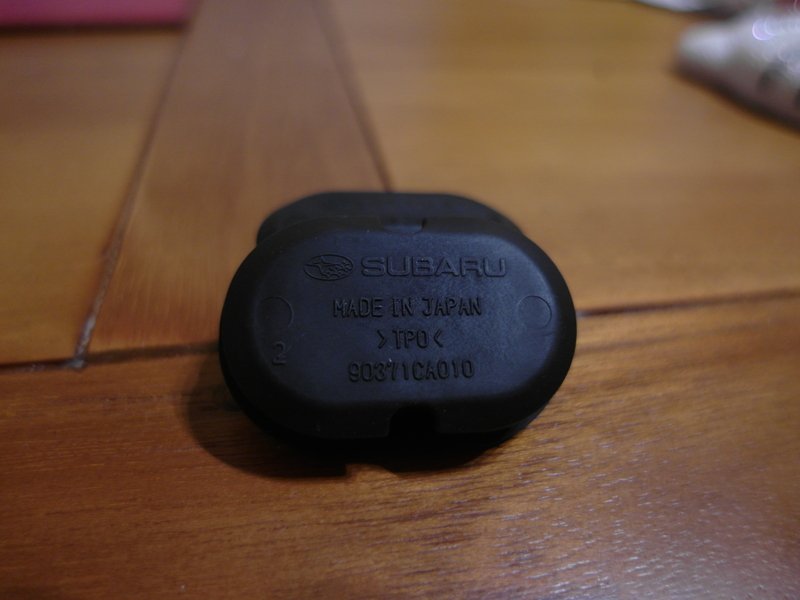 SUBARU
MADE IN JAPAN
>TPO<
2
90371CA010